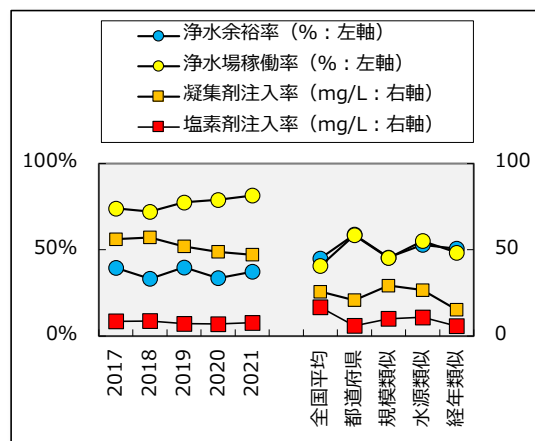 浄水余裕率（%：左軸）
浄水場稼働率（%：左軸）
凝集剤注入率（mg/L：右軸）
塩素剤注入率（mg/L：右軸）
100%
100
50%
50
0%
0
2017
2018
2019
2020
2021
全国平均
都道府県
規模類似
水源類似
経年類似